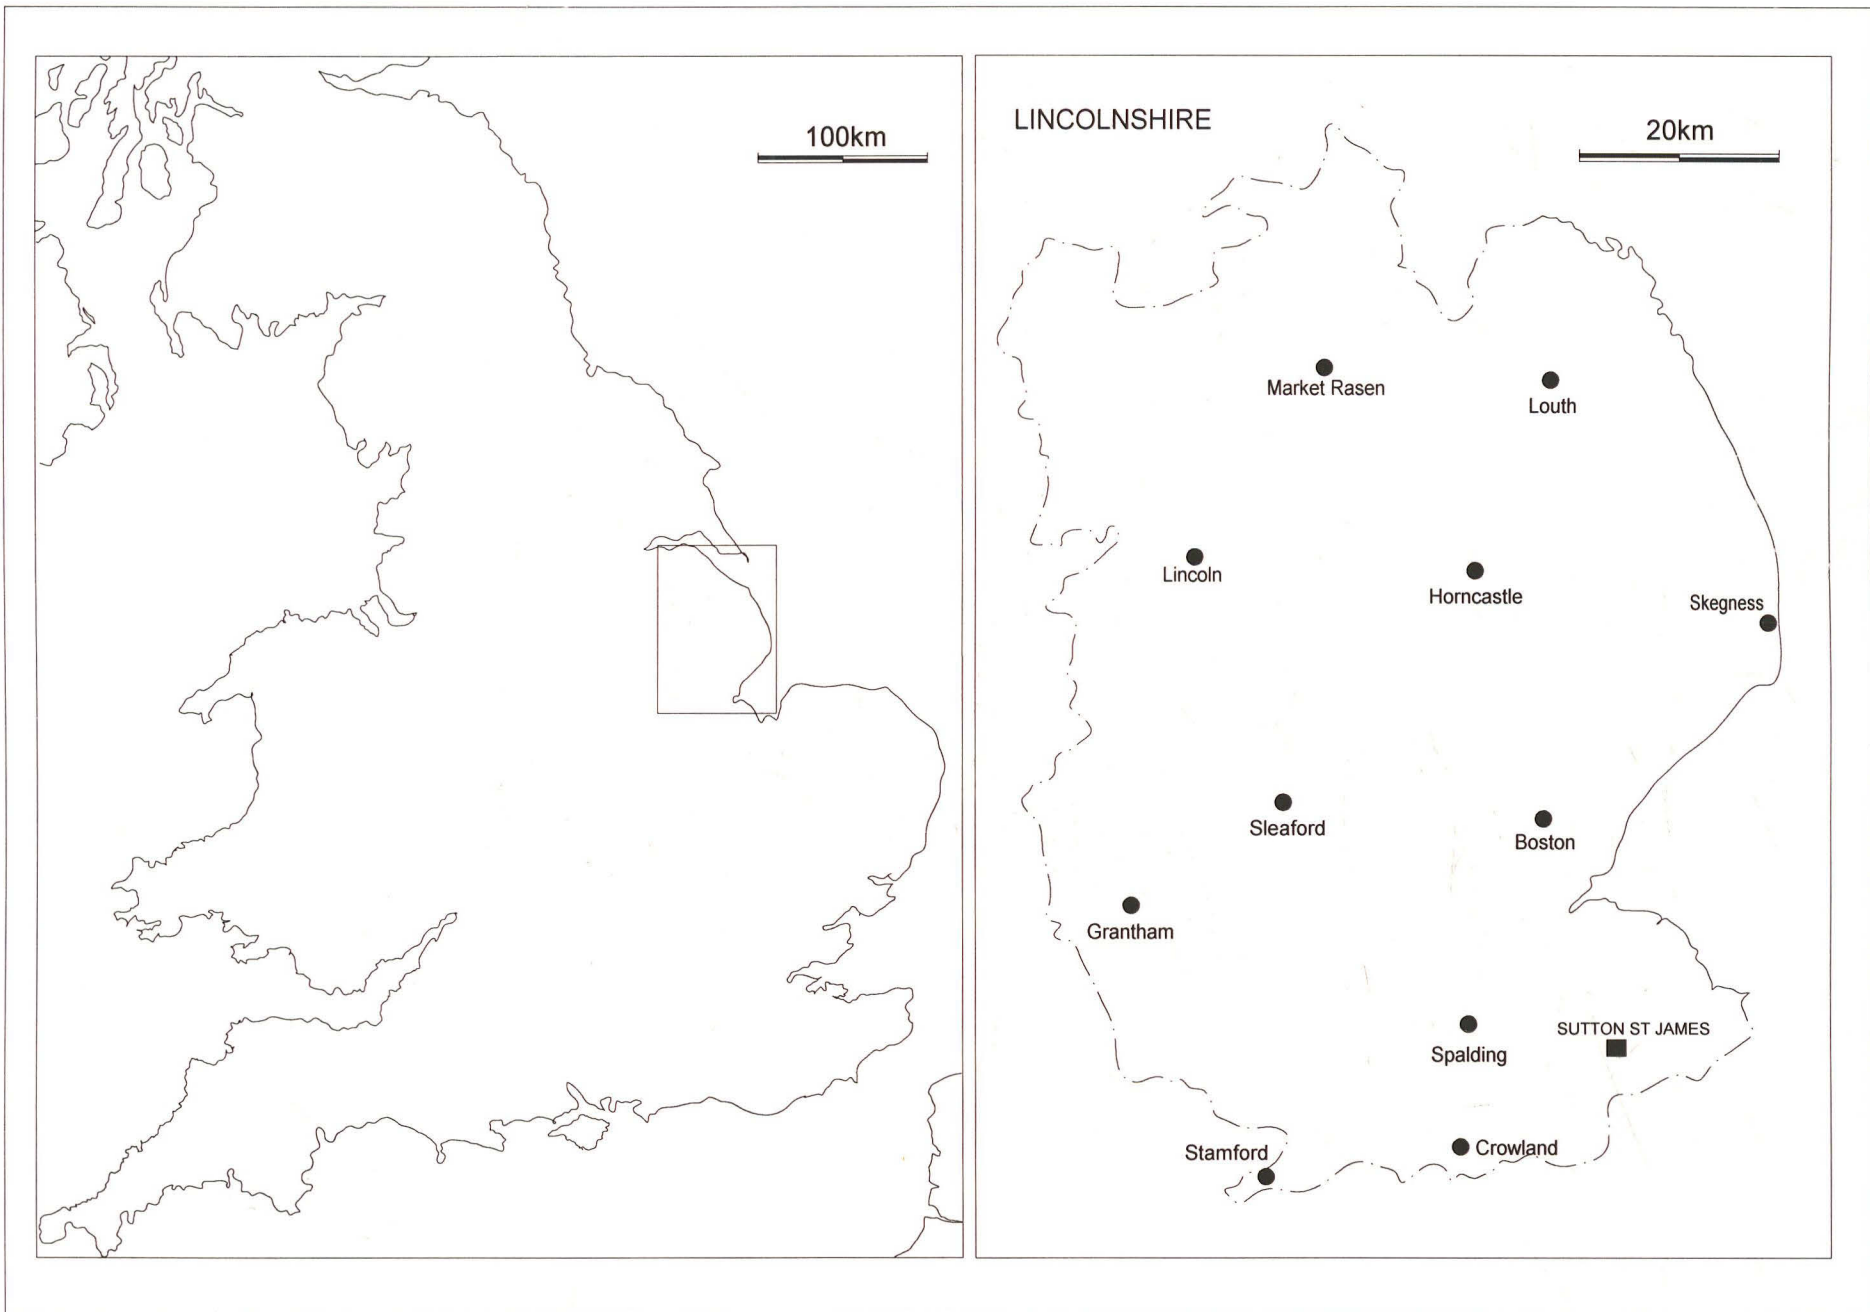 100km
LINCOLNSHIRE
20km
Market Rasen
Louth
Lincoln
Horncastle
Skegness
Sleaford
Boston
Grantham
SUTTON ST JAMES
Spalding
Stamford
Crowland